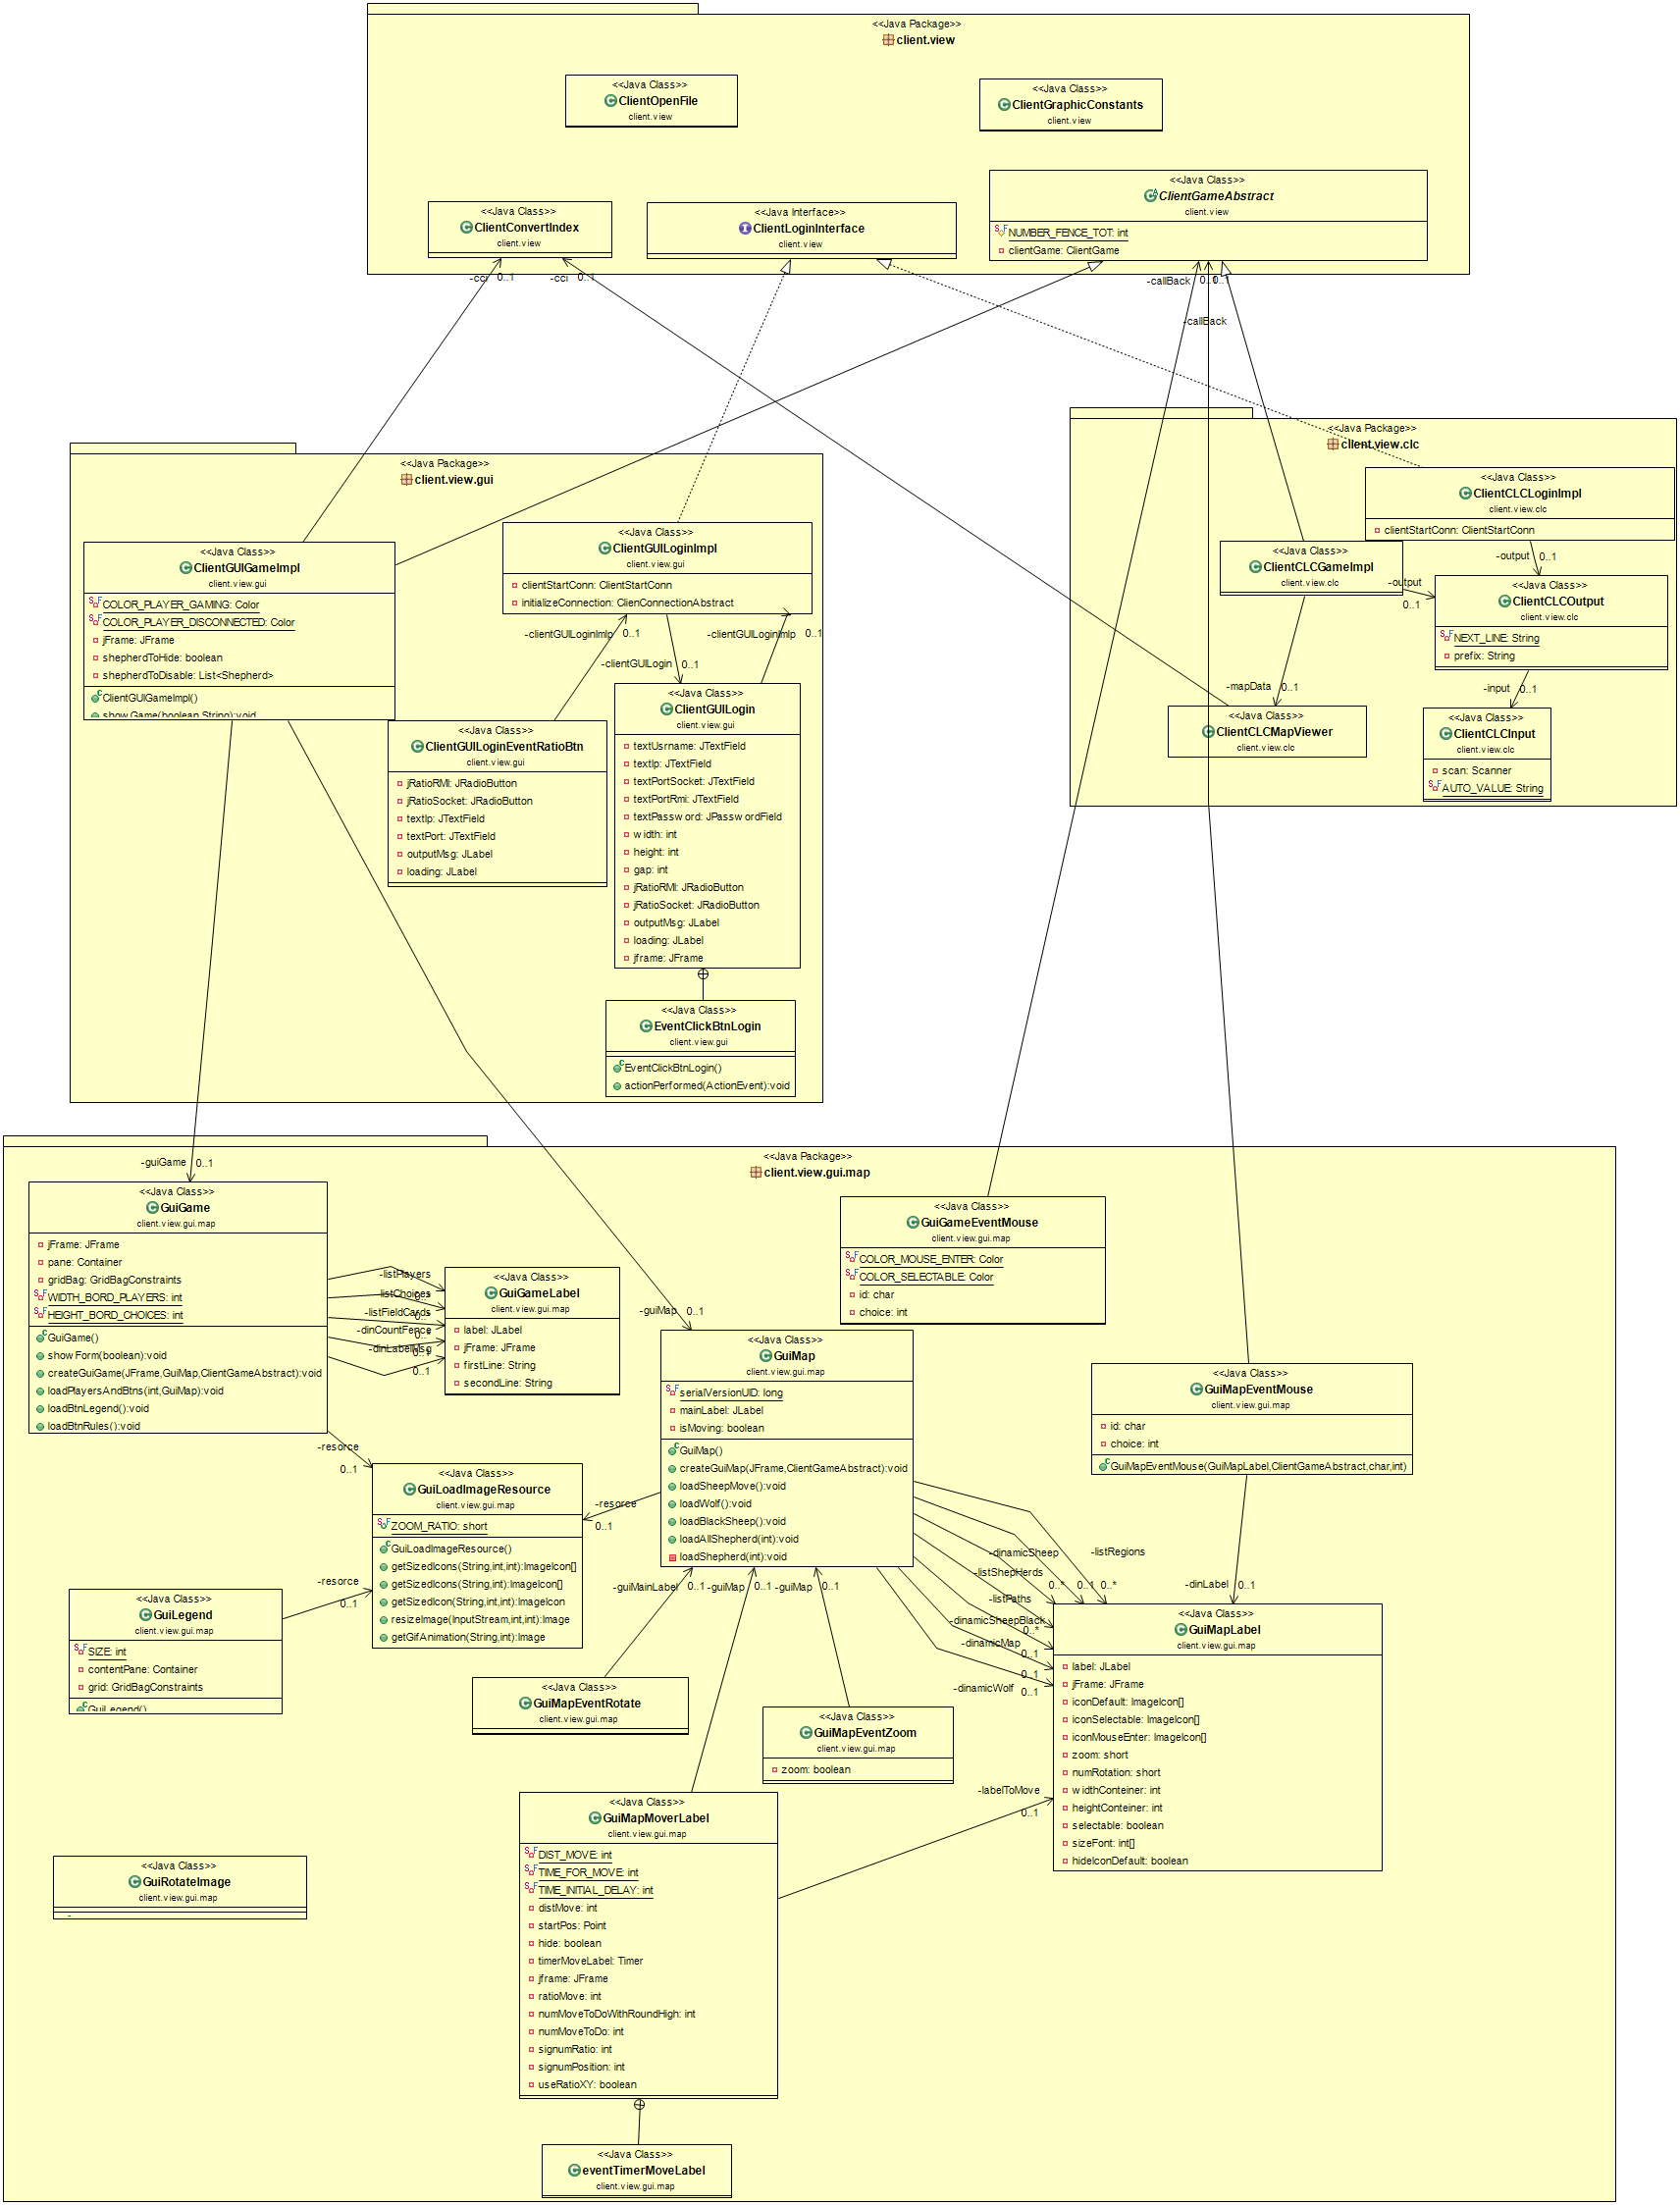 <<Java Package>>
client.view
<<Java Class>>
ClientOpenFile
client.view
<<Java Class>>
ClientGraphicConstants
client.view
<<Java Class>>
ClientConvertIndex
client.view
<<Java Interface>>
ClientLoginInterface
client.view
<<Java Class>>
ClientGameAbstract
client.view
NUMBER_FENCE_TOT: int
clientGame: ClientGame
-cci 0..1
-cci 0..1
-callBack 0..1
0..1
-callBack
<<Java Package>>
client.view.gui
<<Java Class>>
ClientGUIGameImpl
client.view.gui
COLOR_PLAYER_GAMING: Color
COLOR_PLAYER_DISCONNECTED: Color
jFrame: JFrame
shepherdToHide: boolean
shepherdToDisable: List<Shepherd>
ClientGUIGameImpl()
showGame(boolean,String):void
<<Java Class>>
ClientGUILoginImpl
client.view.gui
clientStartConn: ClientStartConn
initializeConnection: ClienConnectionAbstract
-clientGUILoginImlp 0..1
-clientGUILoginImlp 0..1
-clientGUILogin 0..1
<<Java Class>>
ClientGUILoginEventRatioBtn
client.view.gui
jRatioRMI: JRadioButton
jRatioSocket: JRadioButton
textIp: JTextField
textPort: JTextField
outputMsg: JLabel
loading: JLabel
<<Java Class>>
ClientGUILogin
client.view.gui
textUsrname: JTextField
textIp: JTextField
textPortSocket: JTextField
textPortRmi: JTextField
textPassword: JPasswordField
width: int
height: int
gap: int
jRatioRMI: JRadioButton
jRatioSocket: JRadioButton
outputMsg: JLabel
loading: JLabel
jframe: JFrame
<<Java Class>>
EventClickBtnLogin
client.view.gui
EventClickBtnLogin()
actionPerformed(ActionEvent):void
<<Java Package>>
client.view.clc
<<Java Class>>
ClientCLCLoginImpl
client.view.clc
clientStartConn: ClientStartConn
<<Java Class>>
ClientCLCGameImpl
client.view.clc
-output 0..1
-output
0..1
<<Java Class>>
ClientCLCOutput
client.view.clc
NEXT_LINE: String
prefix: String
-mapData 0..1
-input 0..1
<<Java Class>>
ClientCLCMapViewer
client.view.clc
<<Java Class>>
ClientCLCInput
client.view.clc
scan: Scanner
AUTO_VALUE: String
<<Java Package>>
client.view.gui.map
-guiGame 0..1
<<Java Class>>
GuiGame
client.view.gui.map
jFrame: JFrame
pane: Container
gridBag: GridBagConstraints
WIDTH_BORD_PLAYERS: int
HEIGHT_BORD_CHOICES: int
GuiGame()
showForm(boolean):void
createGuiGame(JFrame,GuiMap,ClientGameAbstract):void
loadPlayersAndBtns(int,GuiMap):void
loadBtnLegend():void
loadBtnRules():void
-listPlayers
-listChoices
0..*
-listFieldCards
0..*
-dinCountFence
0..*
-dinLabelMsg
0..1
0..1
<<Java Class>>
GuiGameLabel
client.view.gui.map
label: JLabel
jFrame: JFrame
firstLine: String
secondLine: String
<<Java Class>>
GuiGameEventMouse
client.view.gui.map
COLOR_MOUSE_ENTER: Color
COLOR_SELECTABLE: Color
id: char
choice: int
-guiMap 0..1
<<Java Class>>
GuiMap
client.view.gui.map
serialVersionUID: long
mainLabel: JLabel
isMoving: boolean
GuiMap()
createGuiMap(JFrame,ClientGameAbstract):void
loadSheepMove():void
loadWolf():void
loadBlackSheep():void
loadAllShepherd(int):void
loadShepherd(int):void
<<Java Class>>
GuiMapEventMouse
client.view.gui.map
id: char
choice: int
GuiMapEventMouse(GuiMapLabel,ClientGameAbstract,char,int)
-resorce
0..1
<<Java Class>>
GuiLoadImageResource
client.view.gui.map
ZOOM_RATIO: short
GuiLoadImageResource()
getSizedIcons(String,int,int):ImageIcon[]
getSizedIcons(String,int):ImageIcon[]
getSizedIcon(String,int,int):ImageIcon
resizeImage(InputStream,int,int):Image
getGifAnimation(String,int):Image
-resorce
0..1
-resorce
0..1
<<Java Class>>
GuiLegend
client.view.gui.map
SIZE: int
contentPane: Container
grid: GridBagConstraints
GuiLegend()
-guiMainLabel 0..1
-guiMap 0..1
-guiMap 0..1
-listRegions
-dinamicSheep
-listShepHerds
0..* 0..1 0..*
-listPaths
-dinamicSheepBlack
0..*
-dinamicMap
0..1
0..1
-dinamicWolf 0..1
-dinLabel 0..1
<<Java Class>>
GuiMapLabel
client.view.gui.map
label: JLabel
jFrame: JFrame
iconDefault: ImageIcon[]
iconSelectable: ImageIcon[]
iconMouseEnter: ImageIcon[]
zoom: short
numRotation: short
widthConteiner: int
heightConteiner: int
selectable: boolean
sizeFont: int[]
hideIconDefault: boolean
<<Java Class>>
GuiMapEventRotate
client.view.gui.map
<<Java Class>>
GuiMapEventZoom
client.view.gui.map
zoom: boolean
-labelToMove
0..1
<<Java Class>>
GuiMapMoverLabel
client.view.gui.map
DIST_MOVE: int
TIME_FOR_MOVE: int
TIME_INITIAL_DELAY: int
distMove: int
startPos: Point
hide: boolean
timerMoveLabel: Timer
jframe: JFrame
ratioMove: int
numMoveToDoWithRoundHigh: int
numMoveToDo: int
signumRatio: int
signumPosition: int
useRatioXY: boolean
<<Java Class>>
GuiRotateImage
client.view.gui.map
<<Java Class>>
eventTimerMoveLabel
client.view.gui.map